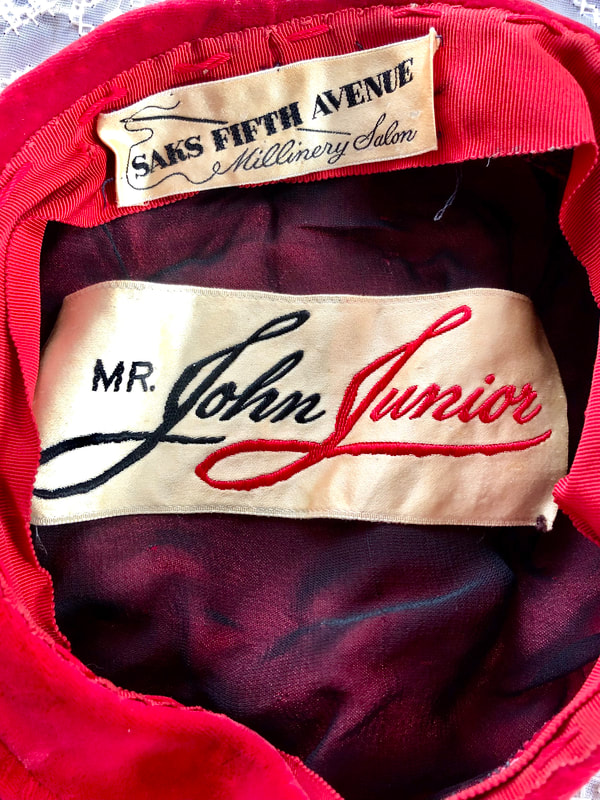 SAKS FIFTH AVENUE
Millinery Salon
MR. John Junior